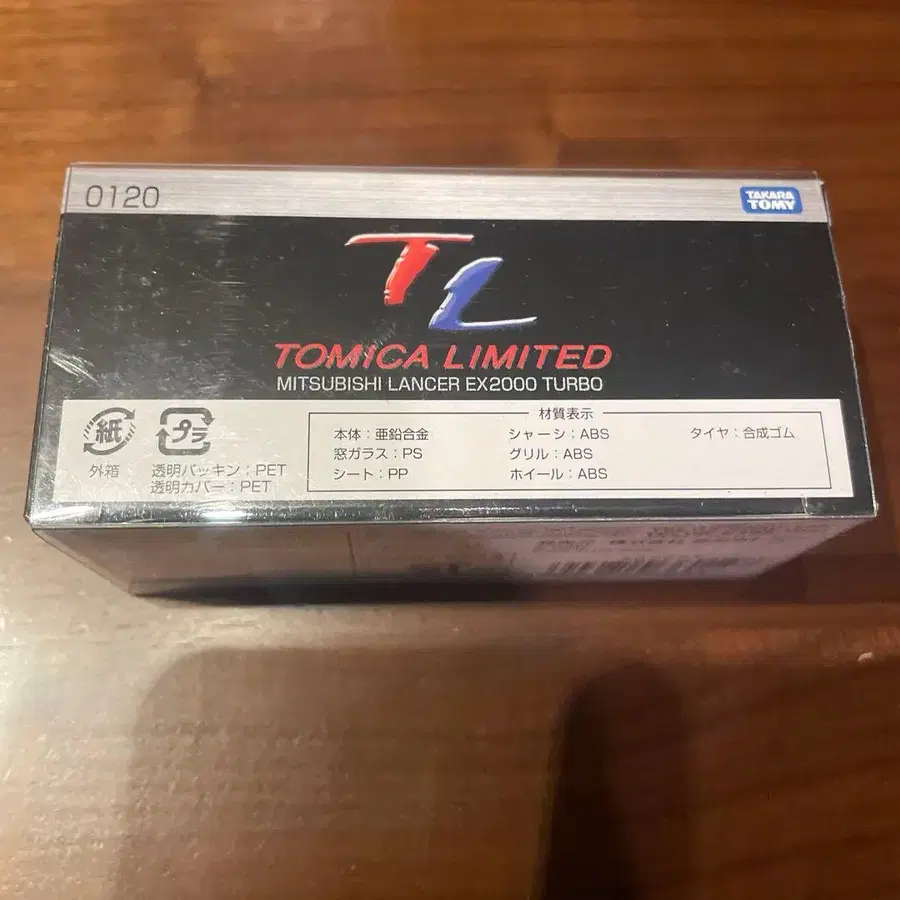 0120
TAKARA
TOMY
TL
TOMICA LIMITED
MITSUBISHI LANCER EX2000 TURBO
材質表示
紙
外箱
プラ
透明パッキン：PET
透明カバー：PET
本体：亜鉛合金
窓ガラス：PS
シート：PP
シャーシ：ABS
グリル：ABS
ホイール：ABS
タイヤ：合成ゴム